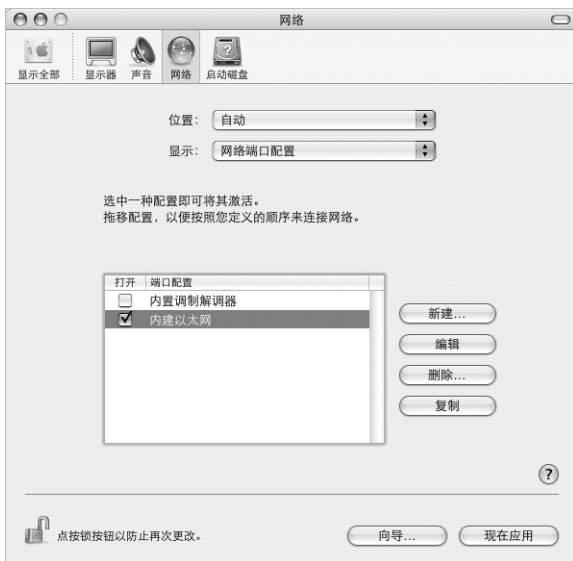 网络
显示全部 显示器 声音 网络 启动磁盘
位置: 自动
显示: 网络端口配置
选中一种配置即可将其激活。
拖移配置，以便按照您定义的顺序来连接网络。
打开 端口配置
内置调制解调器
内建以太网
新建...
编辑
删除...
复制
?
点按锁按钮以防止再次更改。
向导... 现在应用